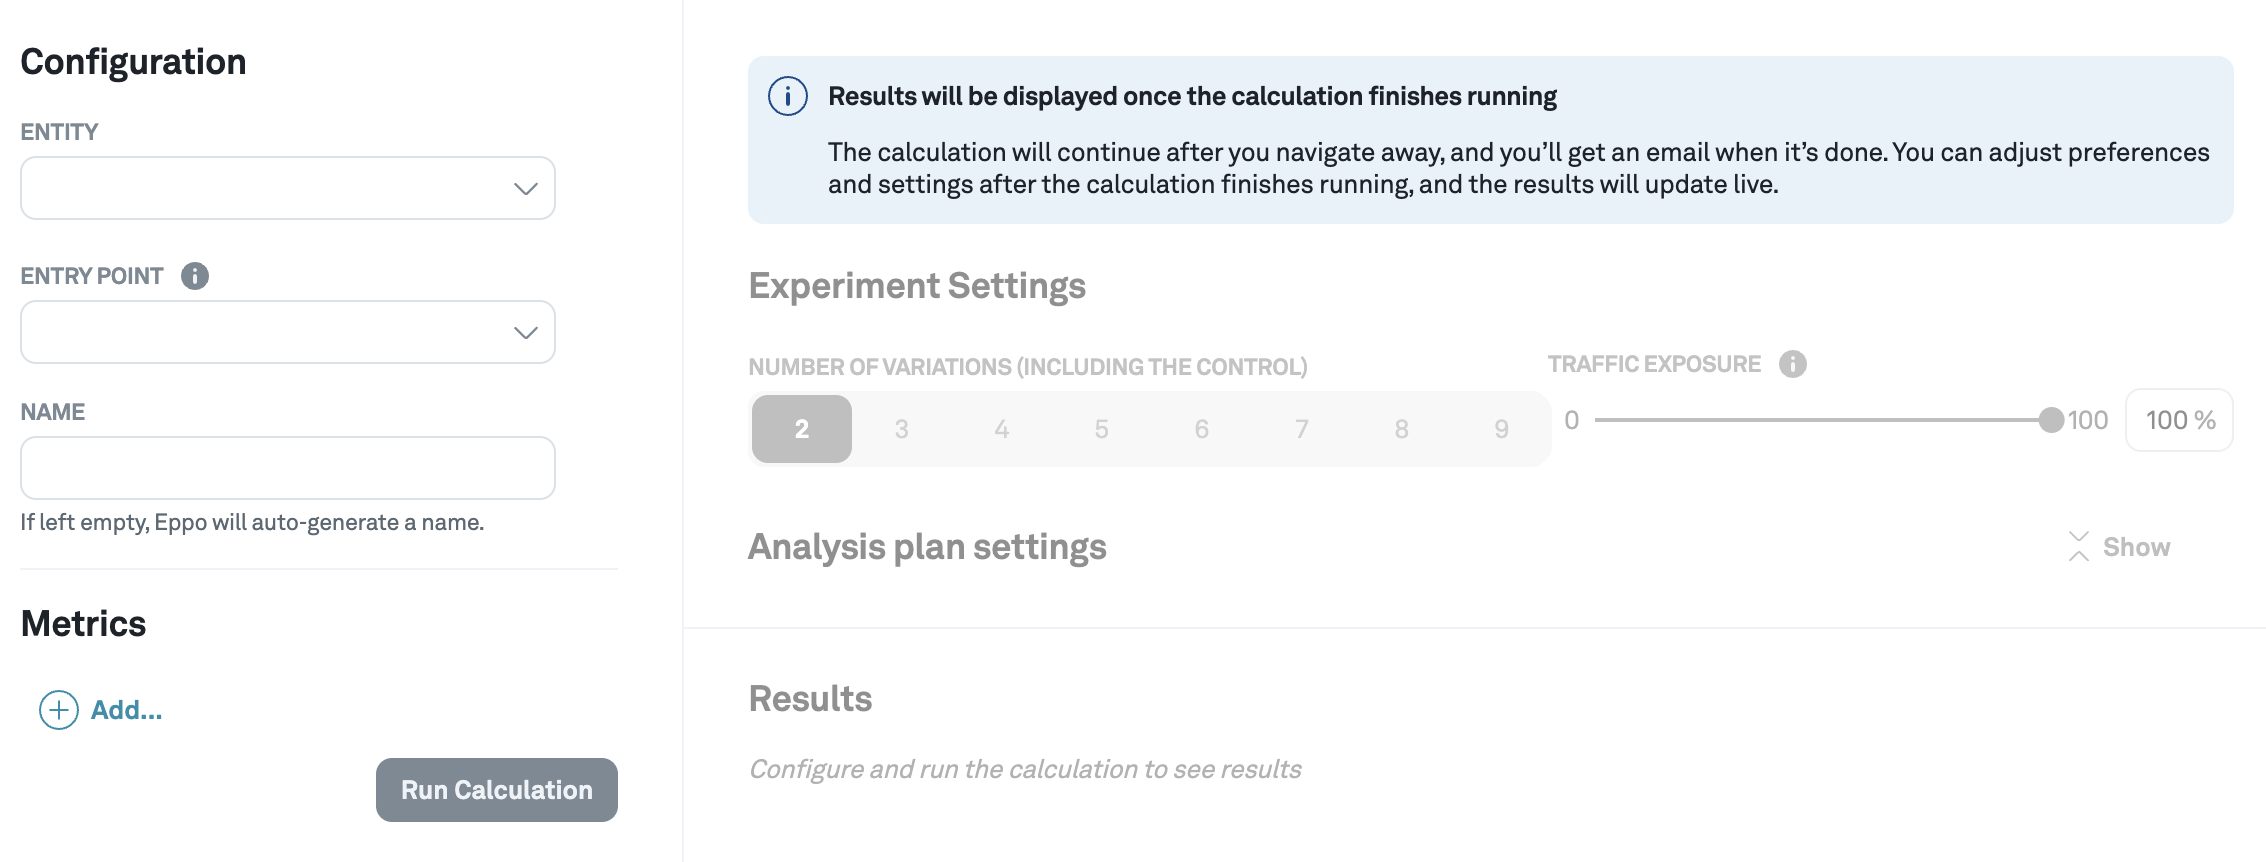 Configuration
ENTITY
ENTRY POINT
NAME
If left empty, Eppo will auto-generate a name.
Metrics
Add...
Run Calculation
Results will be displayed once the calculation finishes running
The calculation will continue after you navigate away, and you’ll get an email when it’s done. You can adjust preferences
and settings after the calculation finishes running, and the results will update live.
Experiment Settings
NUMBER OF VARIATIONS (INCLUDING THE CONTROL)
2 3 4 5 6 7 8 9
TRAFFIC EXPOSURE
0 100 100 %
Analysis plan settings
Show
Results
Configure and run the calculation to see results